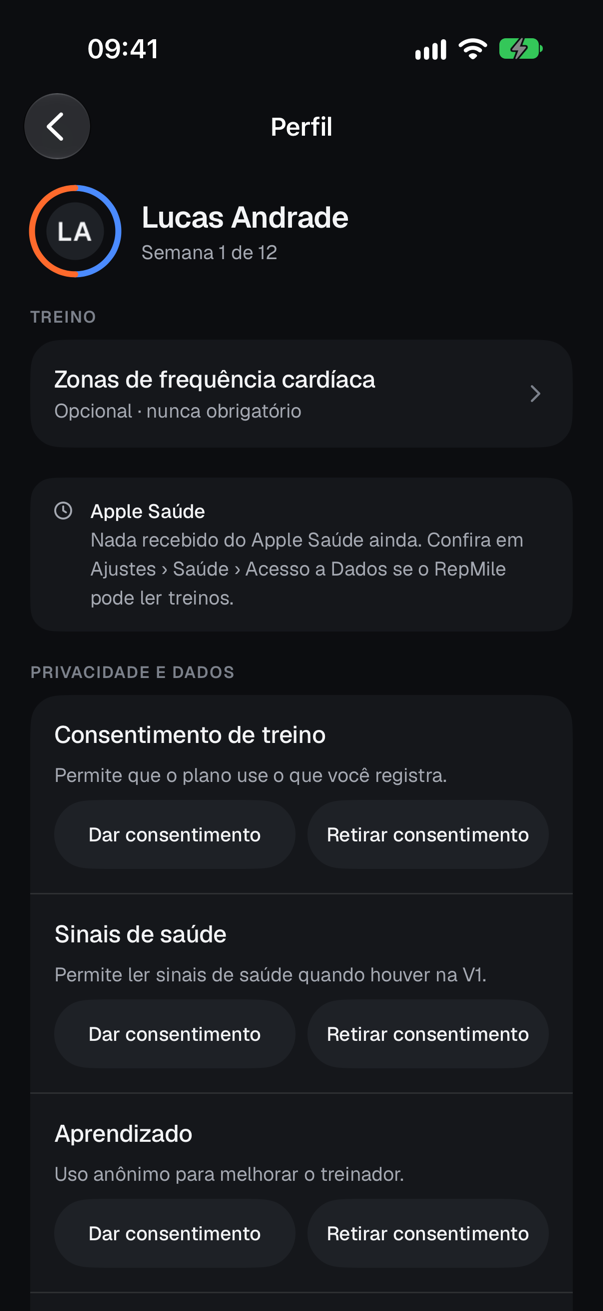 09:41
Perfil
LA
Lucas Andrade
Semana 1 de 12
TREINO
Zonas de frequência cardíaca
Opcional · nunca obrigatório
Apple Saúde
Nada recebido do Apple Saúde ainda. Confira em
Ajustes › Saúde › Acesso a Dados se o RepMile
pode ler treinos.
PRIVACIDADE E DADOS
Consentimento de treino
Permite que o plano use o que você registra.
Dar consentimento
Retirar consentimento
Sinais de saúde
Permite ler sinais de saúde quando houver na V1.
Dar consentimento
Retirar consentimento
Aprendizado
Uso anônimo para melhorar o treinador.
Dar consentimento
Retirar consentimento